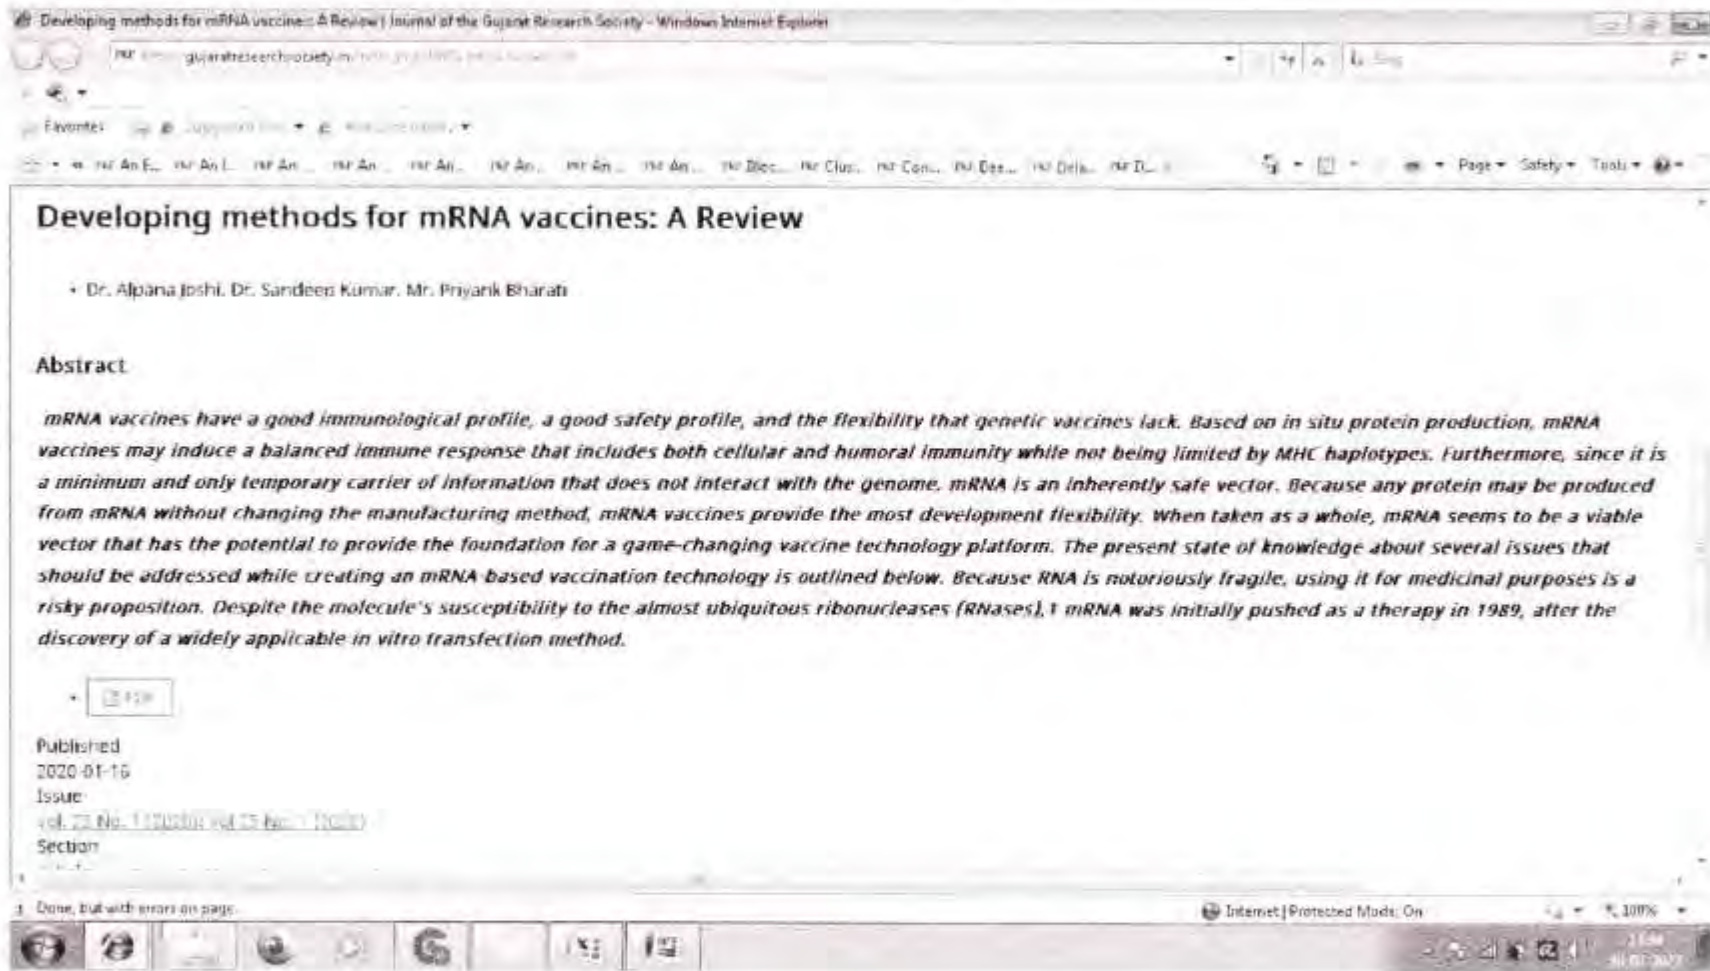 Developing methods for mRNA vaccines: A Review | Journal of the Gujarat Research Society - Windows Internet Explorer
gujaratresearchsociety.in
Favorites
Page Safety Tools
Developing methods for mRNA vaccines: A Review
• Dr. Alpana Joshi, Dr. Sandeep Kumar, Mr. Priyank Bharati
Abstract
mRNA vaccines have a good immunological profile, a good safety profile, and the flexibility that genetic vaccines lack. Based on in situ protein production, mRNA
vaccines may induce a balanced immune response that includes both cellular and humoral immunity while not being limited by MHC haplotypes. Furthermore, since it is
a minimum and only temporary carrier of information that does not interact with the genome, mRNA is an inherently safe vector. Because any protein may be produced
from mRNA without changing the manufacturing method, mRNA vaccines provide the most development flexibility. When taken as a whole, mRNA seems to be a viable
vector that has the potential to provide the foundation for a game-changing vaccine technology platform. The present state of knowledge about several issues that
should be addressed while creating an mRNA-based vaccination technology is outlined below. Because RNA is notoriously fragile, using it for medicinal purposes is a
risky proposition. Despite the molecule's susceptibility to the almost ubiquitous ribonucleases (RNases),1 mRNA was initially pushed as a therapy in 1989, after the
discovery of a widely applicable in vitro transfection method.
Published
2020-01-16
Issue
Section
Done, but with errors on page.
Internet | Protected Mode: On
100%